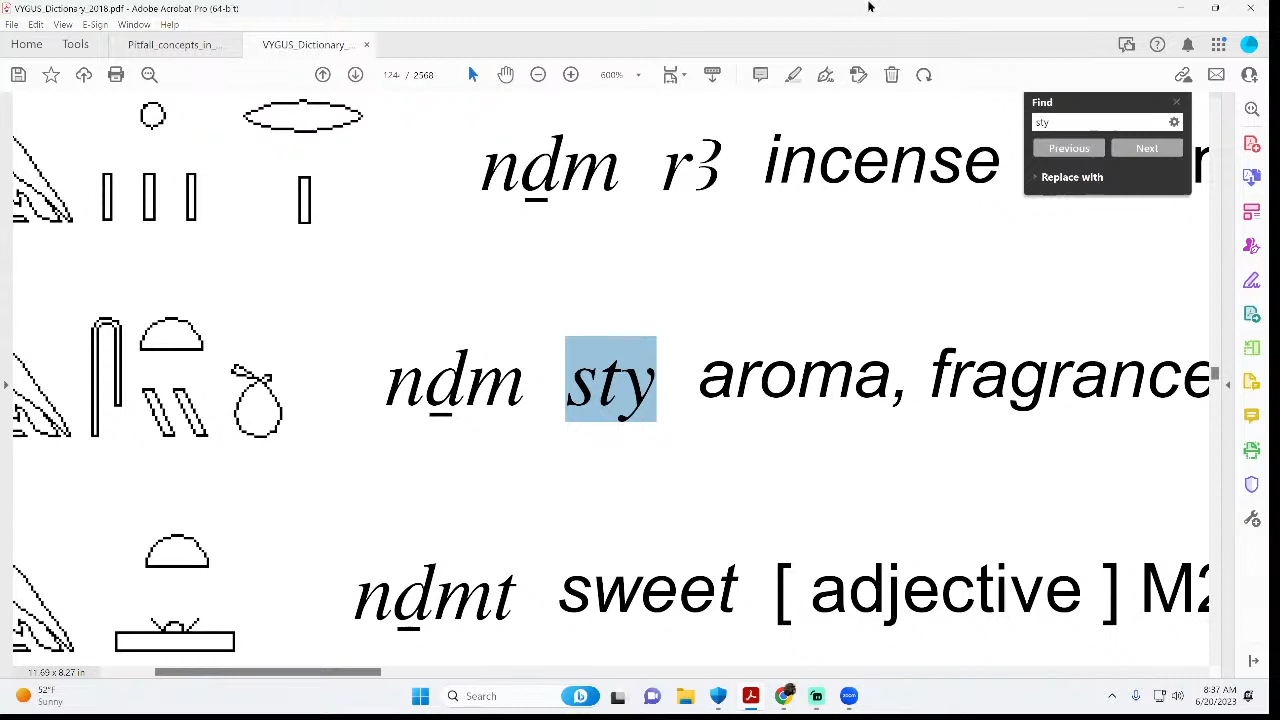 VYGUS_Dictionary_2018.pdf - Adobe Acrobat Pro (64-bit)
File Edit View E-Sign Window Help
Home Tools Pitfall_concepts_in_... VYGUS_Dictionary_... ×
124 / 2568 600%
Find
sty
Previous Next
Replace with
nḏm r3 incense
nḏm sty aroma, fragrance
nḏmt sweet [ adjective ] M2
11.69 x 8.27 in
52°F
Sunny
Search
8:37 AM
6/20/2023